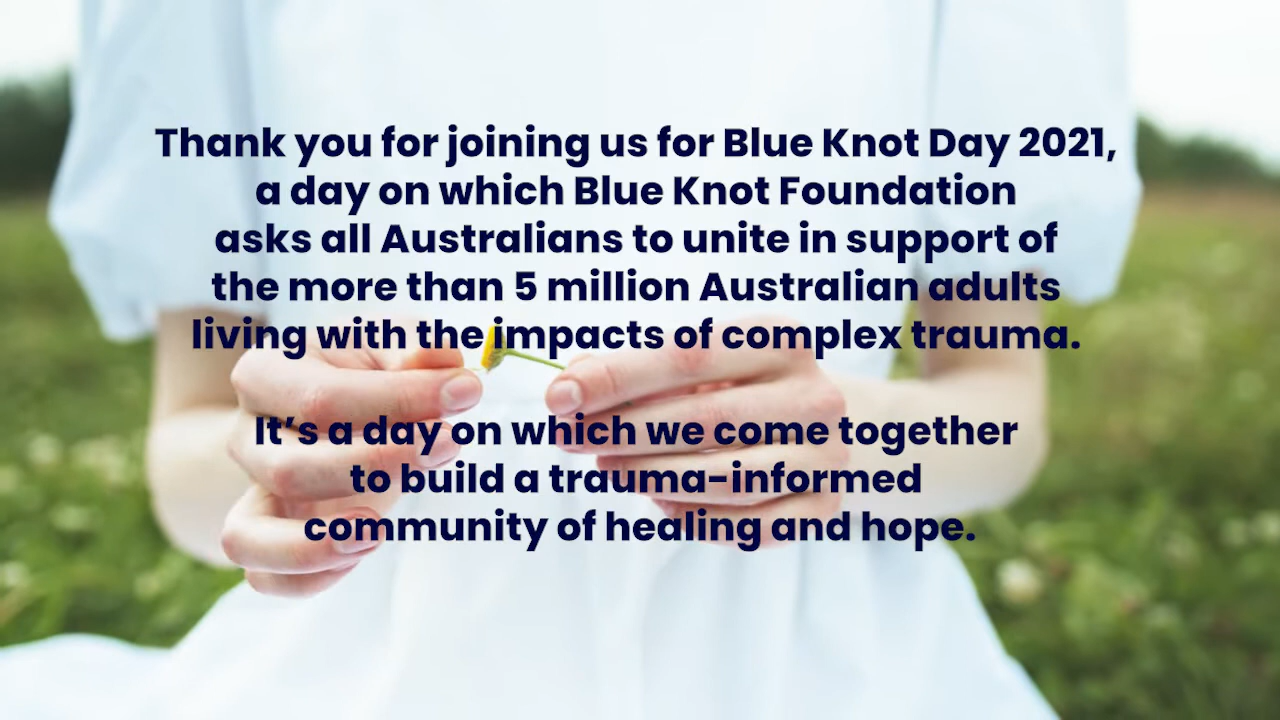 Thank you for joining us for Blue Knot Day 2021,
a day on which Blue Knot Foundation
asks all Australians to unite in support of
the more than 5 million Australian adults
living with the impacts of complex trauma.
It’s a day on which we come together
to build a trauma-informed
community of healing and hope.